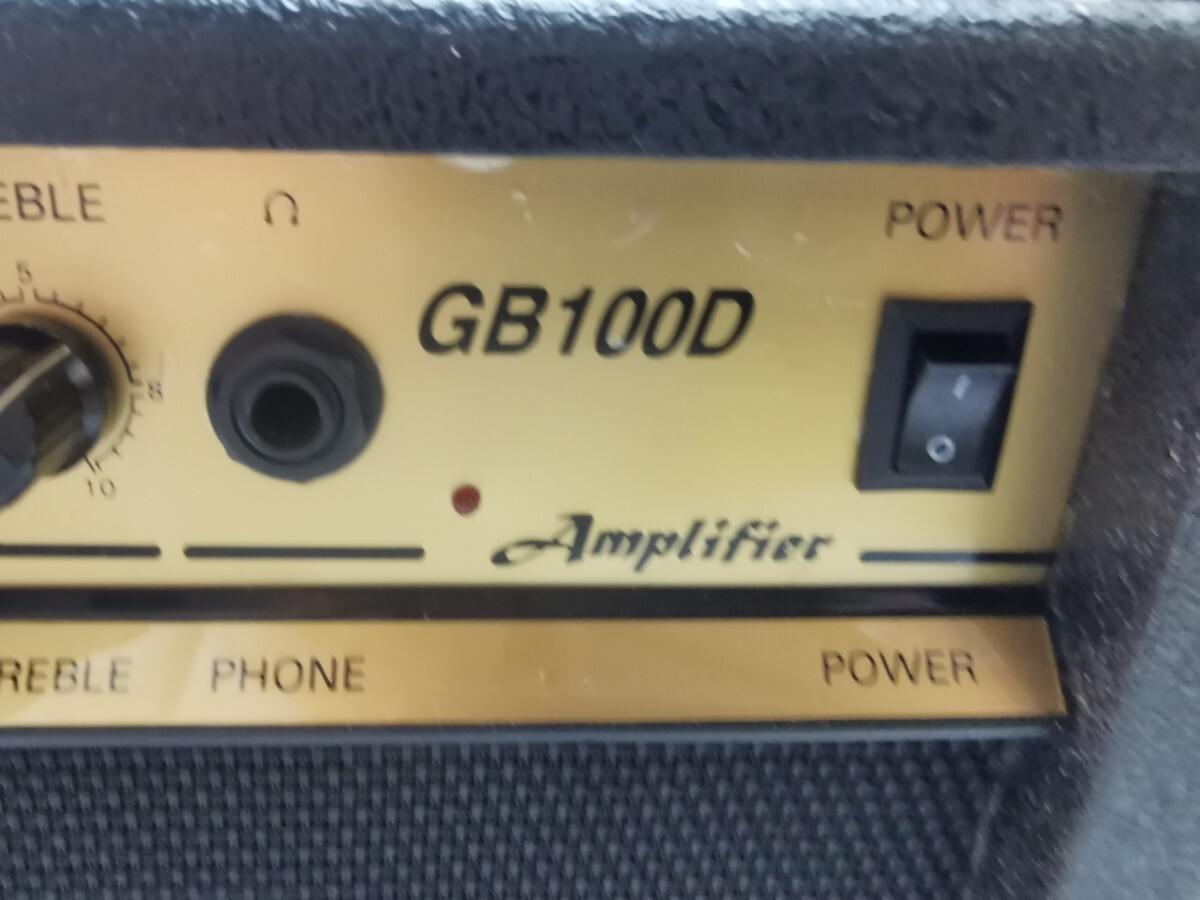 EBLE
POWER
5
GB100D
8
10
Amplifier
REBLE PHONE POWER